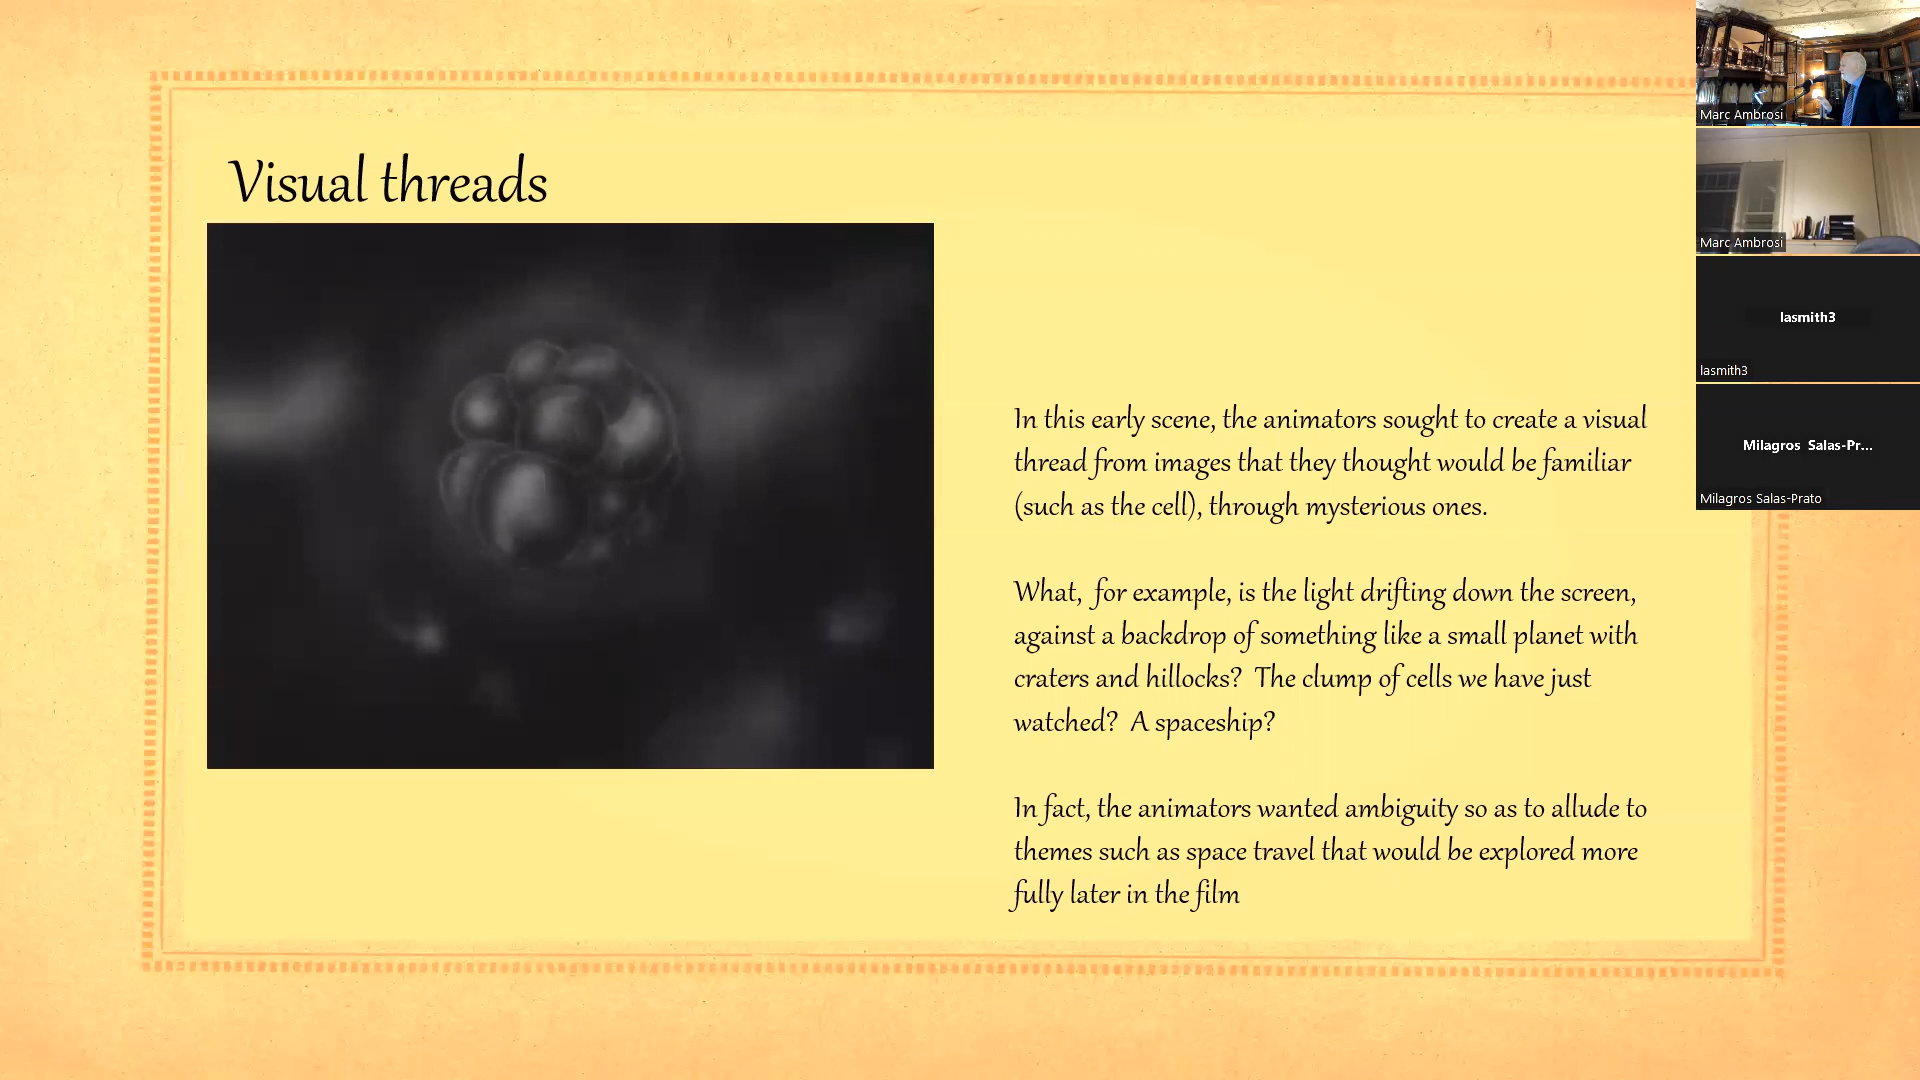 Visual threads
In this early scene, the animators sought to create a visual
thread from images that they thought would be familiar
(such as the cell), through mysterious ones.
What,  for example, is the light drifting down the screen,
against a backdrop of something like a small planet with
craters and hillocks?  The clump of cells we have just
watched?  A spaceship?
In fact, the animators wanted ambiguity so as to allude to
themes such as space travel that would be explored more
fully later in the film
Marc Ambrosi
Marc Ambrosi
lasmith3
lasmith3
Milagros  Salas-Pr...
Milagros Salas-Prato